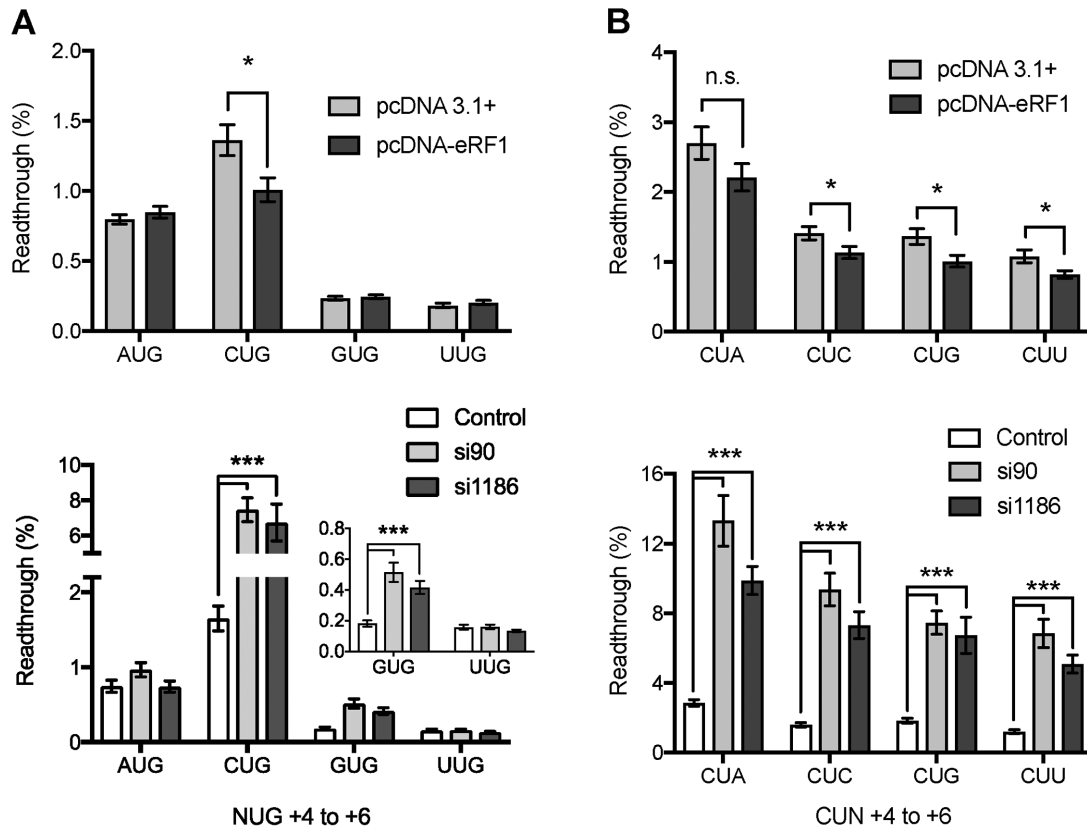 A
2.0
1.5
1.0
0.5
0.0
Readthrough (%)
*
pcDNA 3.1+
pcDNA-eRF1
AUG CUG GUG UUG
B
4
3
2
1
0
Readthrough (%)
n.s.
*
*
*
pcDNA 3.1+
pcDNA-eRF1
CUA CUC CUG CUU
Control
si90
si1186
10
8
6
2
1
0
Readthrough (%)
***
0.8
0.6
0.4
0.2
0.0
***
GUG UUG
AUG CUG GUG UUG
NUG +4 to +6
Control
si90
si1186
16
12
8
4
0
Readthrough (%)
***
***
***
***
CUA CUC CUG CUU
CUN +4 to +6